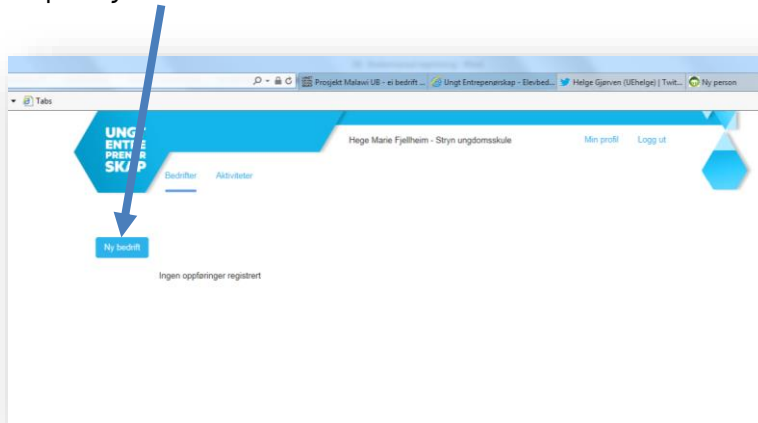 Prosjekt Malawi UB - ei bedrift ...
Ungt Entrepenørskap - Elevbed...
Helge Gjørven (UEhelge) | Twit...
Ny person
Tabs
UNGT
ENTRE
PRENØR
SKAP
Hege Marie Fjellheim - Stryn ungdomsskule
Min profil
Logg ut
Bedrifter
Aktiviteter
Ny bedrift
Ingen oppføringer registrert